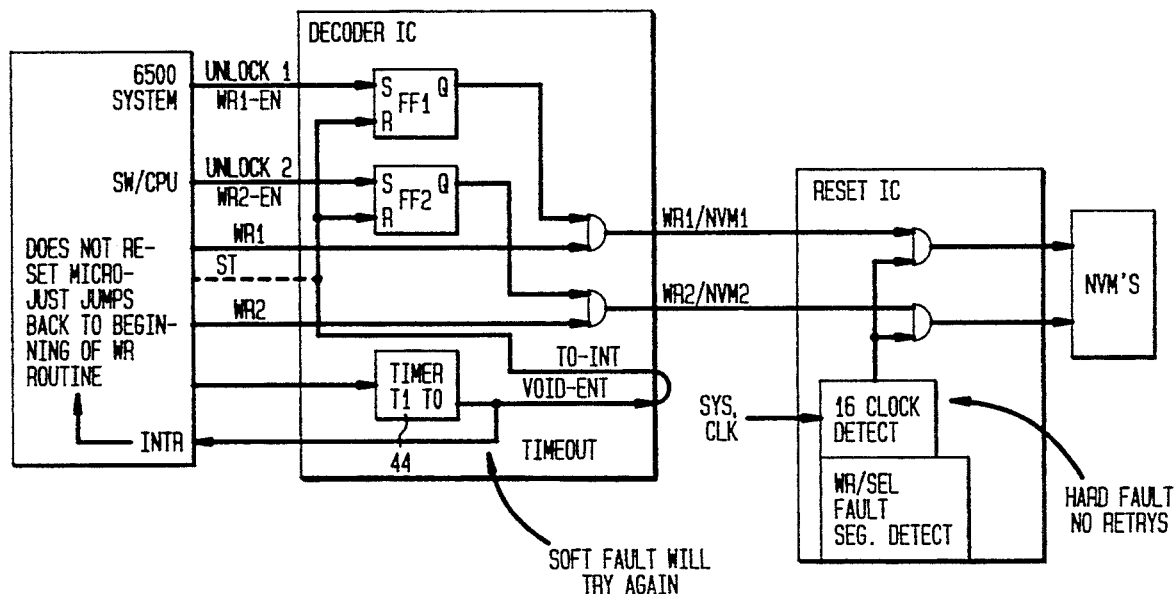 DECODER IC
6500
SYSTEM
UNLOCK 1
WR1-EN
S Q
FF1
R
SW/CPU
UNLOCK 2
WR2-EN
S Q
FF2
R
WR1
ST
WR2
DOES NOT RE-
SET MICRO-
JUST JUMPS
BACK TO BEGIN-
NING OF WR
ROUTINE
INTR
TIMER
T1 TO
44
TO-INT
VOID-ENT
TIMEOUT
SOFT FAULT WILL
TRY AGAIN
WR1/NVM1
WR2/NVM2
RESET IC
SYS.
CLK
16 CLOCK
DETECT
WR/SEL
FAULT
SEG. DETECT
HARD FAULT
NO RETRYS
NVM'S